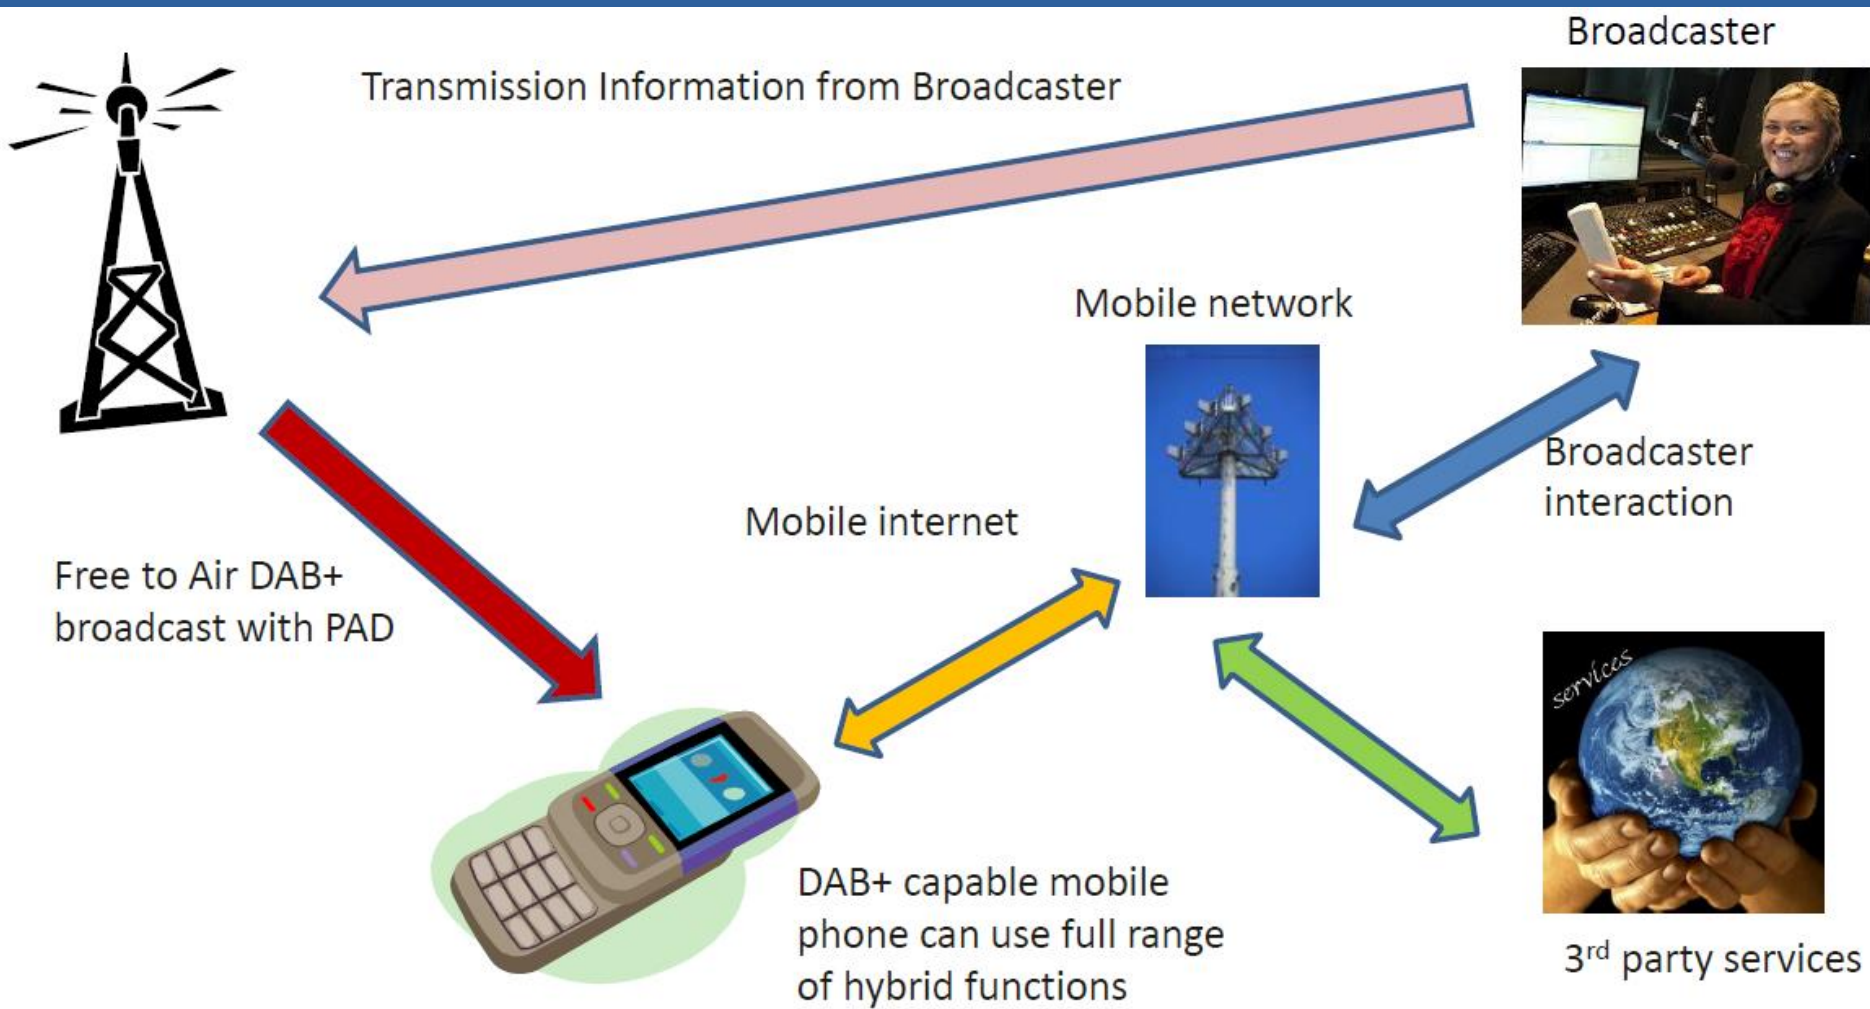 Broadcaster
Transmission Information from Broadcaster
Mobile network
Broadcaster
interaction
Mobile internet
Free to Air DAB+
broadcast with PAD
services
DAB+ capable mobile
phone can use full range
of hybrid functions
3rd party services